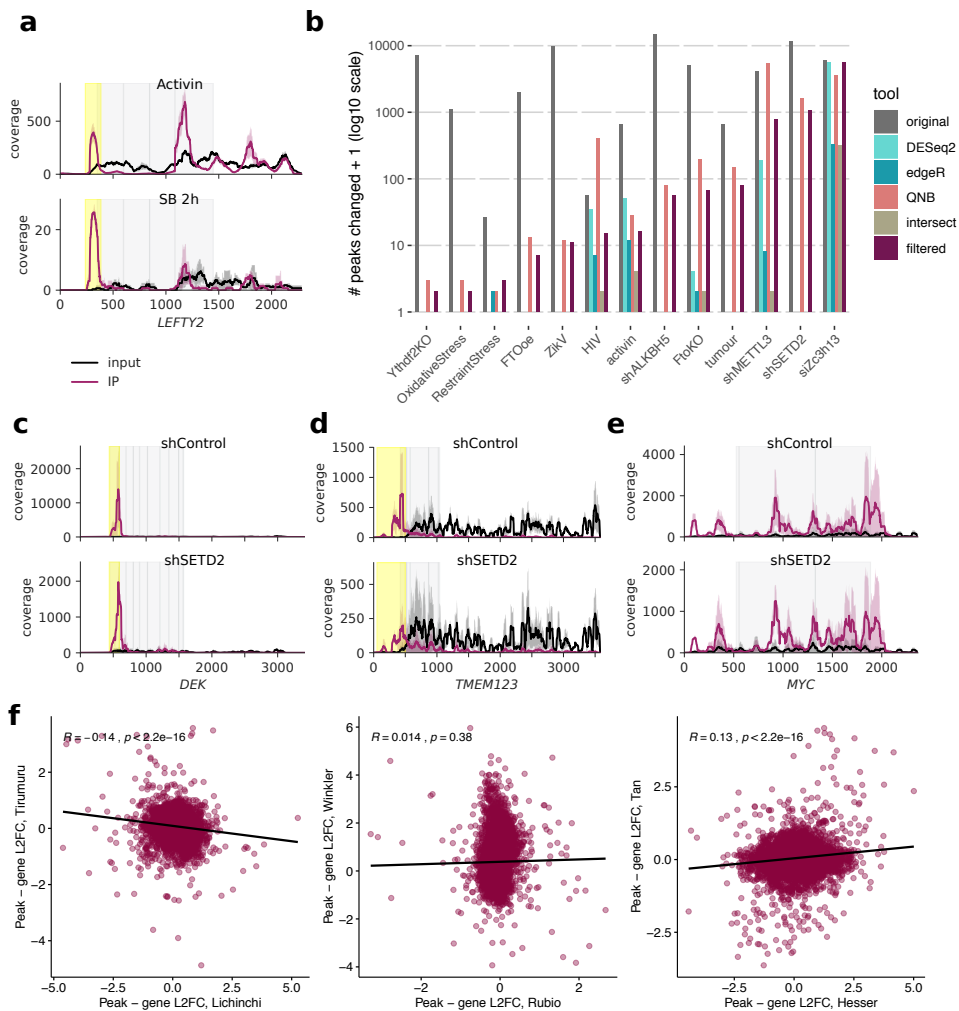 a
Activin
coverage
500
0
SB 2h
coverage
20
0
0
500
1000
1500
2000
LEFTY2
input
IP
b
# peaks changed + 1 (log10 scale)
10000
1000
100
10
1
Ythdf2KO
OxidativeStress
RestraintStress
FTOoe
ZikV
HIV
activin
shALKBH5
FtoKO
tumour
shMETTL3
shSETD2
siZc3h13
tool
original
DESeq2
edgeR
QNB
intersect
filtered
c
shControl
coverage
20000
10000
0
shSETD2
coverage
2000
1000
0
0
1000
2000
3000
DEK
d
shControl
coverage
1500
1000
500
0
shSETD2
coverage
500
250
0
0
1000
2000
3000
TMEM123
e
shControl
coverage
4000
2000
0
shSETD2
coverage
2000
1000
0
0
500
1000
1500
2000
MYC
f
R = −0.14 , p < 2.2e−16
Peak − gene L2FC, Tirumuru
2
0
−2
−4
−5.0
−2.5
0.0
2.5
5.0
Peak − gene L2FC, Lichinchi
R = 0.014 , p = 0.38
Peak − gene L2FC, Winkler
6
4
2
0
−2
−4
−2
0
2
Peak − gene L2FC, Rubio
R = 0.13 , p < 2.2e−16
Peak − gene L2FC, Tan
2.5
0.0
−2.5
−2.5
0.0
2.5
5.0
Peak − gene L2FC, Hesser